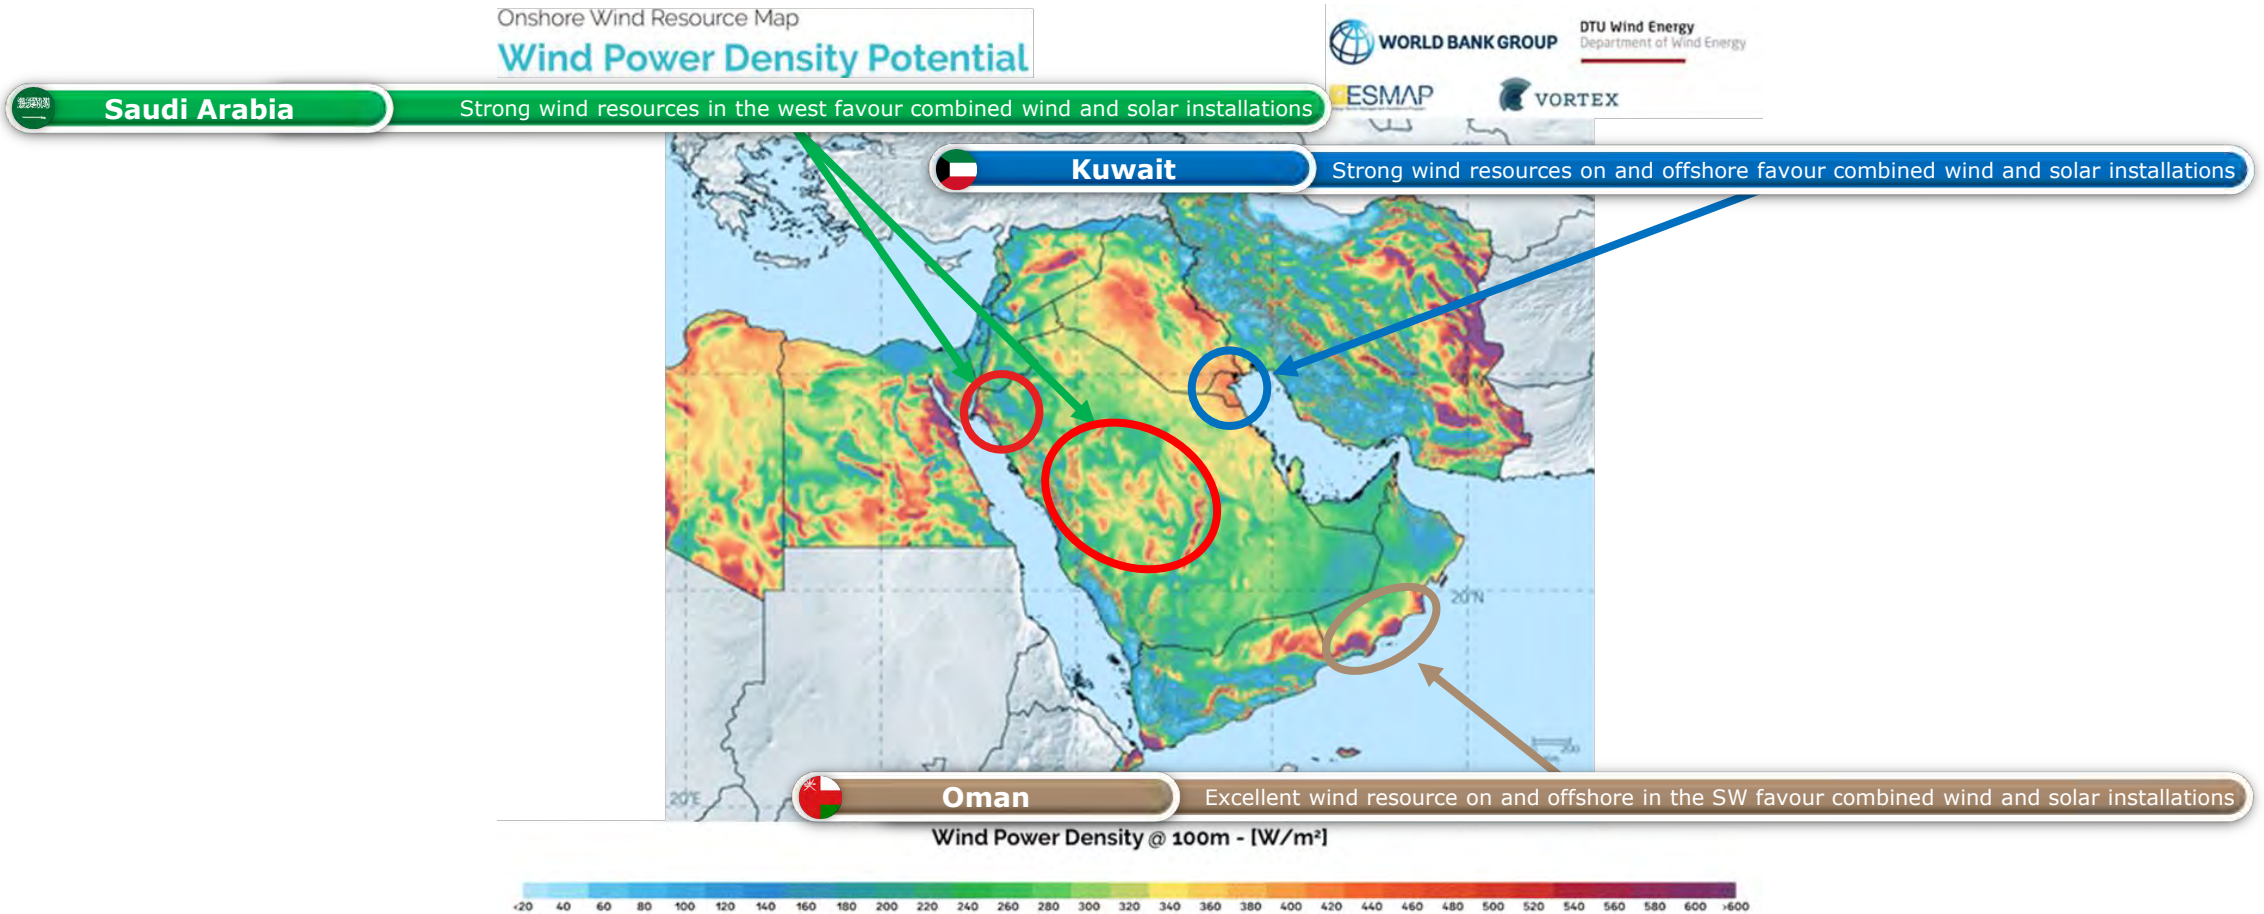 Onshore Wind Resource Map
Wind Power Density Potential
WORLD BANK GROUP
DTU Wind Energy
Department of Wind Energy
ESMAP
VORTEX
Saudi Arabia
Strong wind resources in the west favour combined wind and solar installations
Kuwait
Strong wind resources on and offshore favour combined wind and solar installations
20°N
20°E
Oman
Excellent wind resource on and offshore in the SW favour combined wind and solar installations
Wind Power Density @ 100m - [W/m²]
<20 40 60 80 100 120 140 160 180 200 220 240 260 280 300 320 340 360 380 400 420 440 460 480 500 520 540 560 580 600 >600